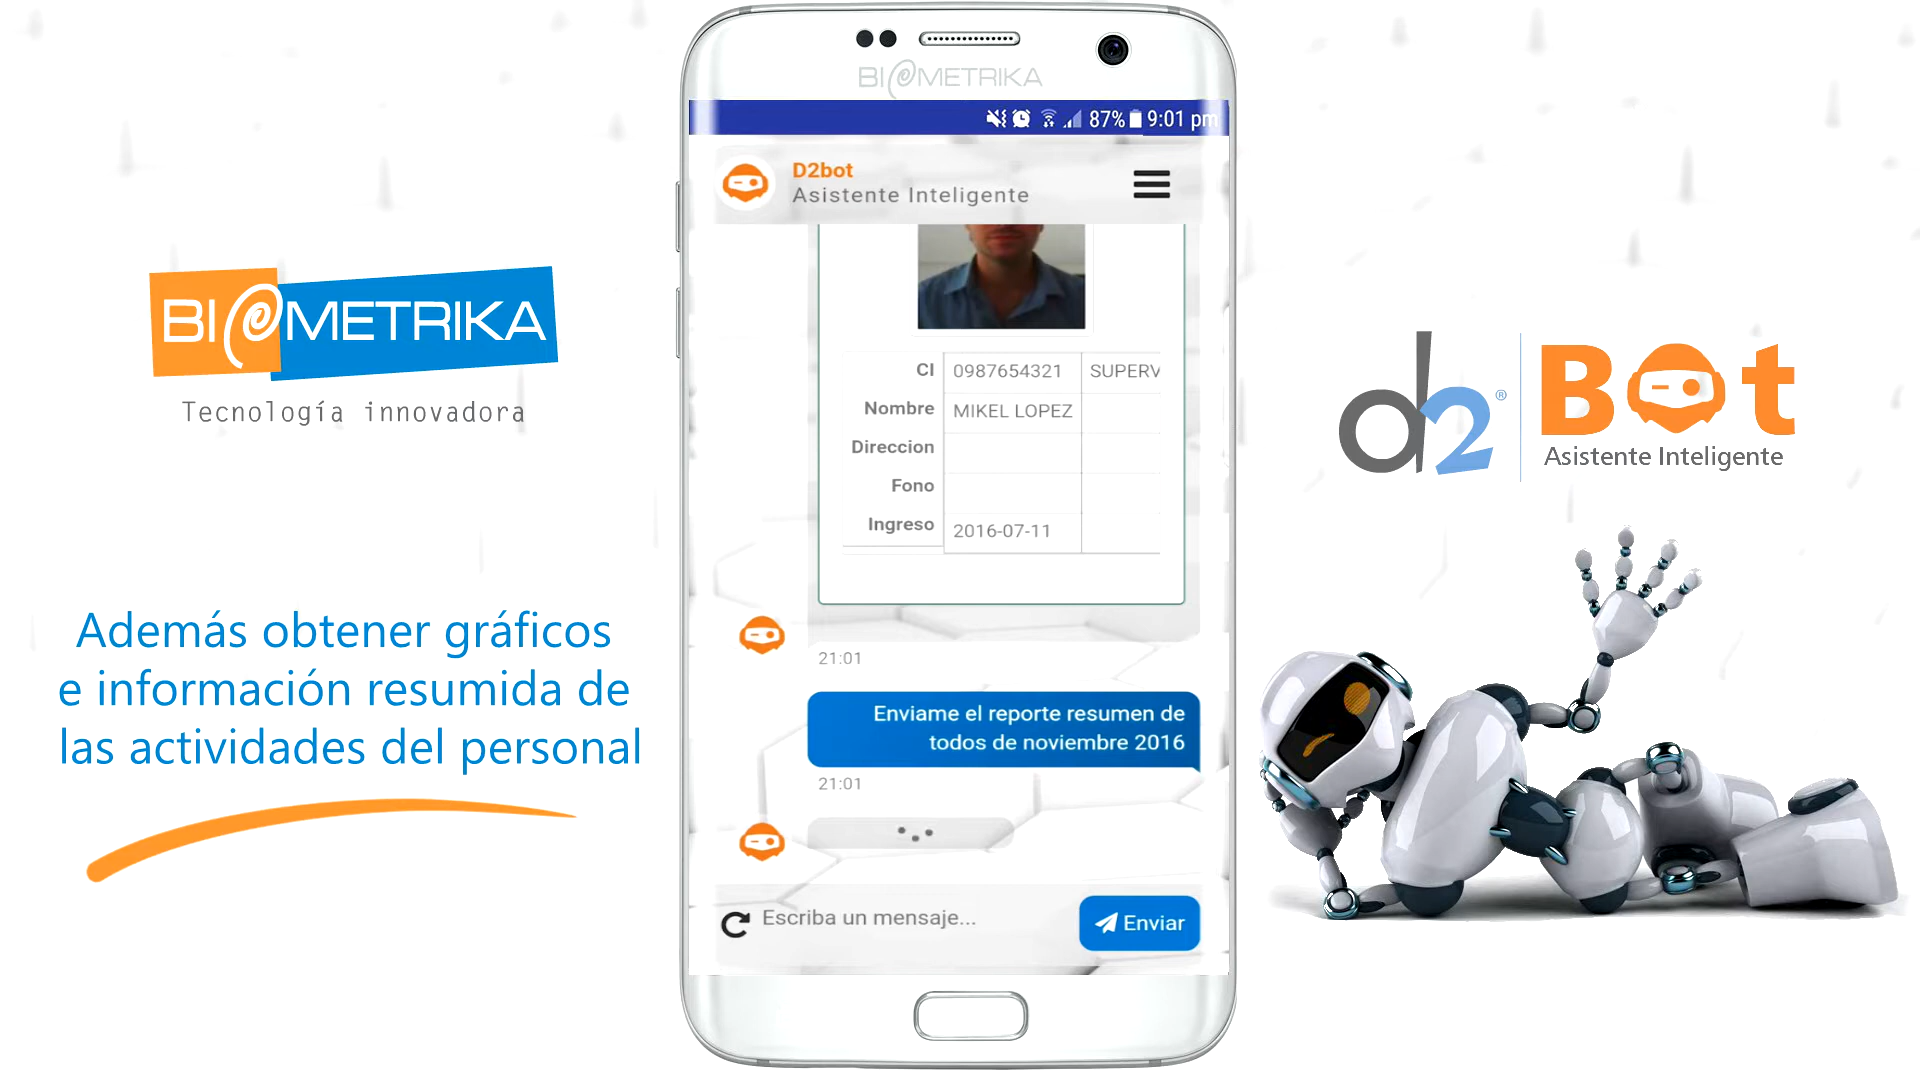 BI@METRIKA
Tecnología innovadora
Además obtener gráficos
e información resumida de
las actividades del personal
BI@METRIKA
87% 9:01 pm
D2bot
Asistente Inteligente
CI 0987654321 SUPERV
Nombre MIKEL LOPEZ
Direccion
Fono
Ingreso 2016-07-11
21:01
Enviame el reporte resumen de
todos de noviembre 2016
21:01
Escriba un mensaje...
Enviar
d2® Bot
Asistente Inteligente